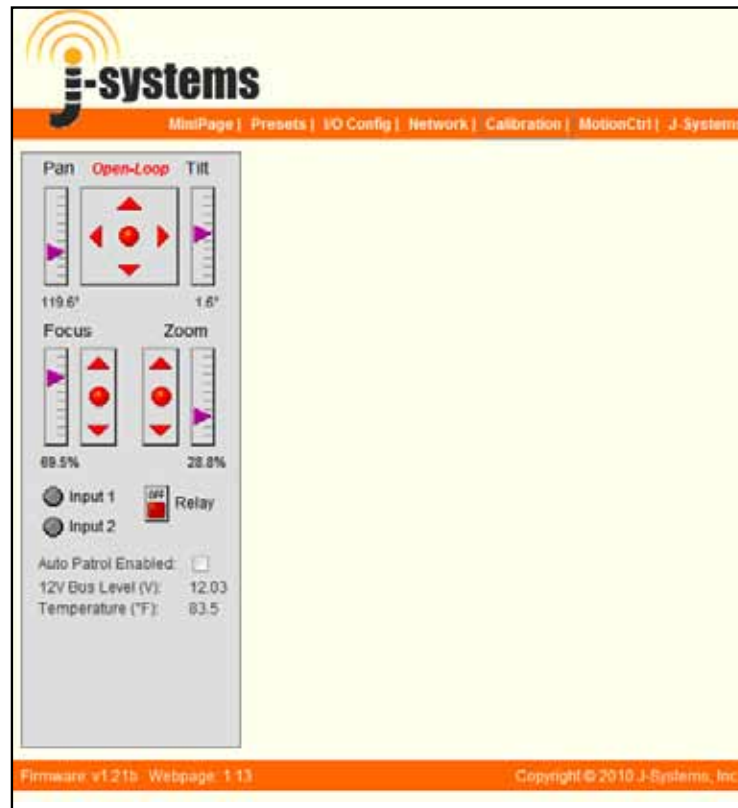 j-systems
MiniPage | Presets | I/O Config | Network | Calibration | MotionCtrl | J-Systems
Pan Open-Loop Tilt
119.6° 1.6°
Focus Zoom
69.5% 28.8%
Input 1 OFF Relay
Input 2
Auto Patrol Enabled:
12V Bus Level (V): 12.03
Temperature (°F): 83.5
Firmware: v1.21b Webpage: 1.13 Copyright © 2010 J-Systems, Inc